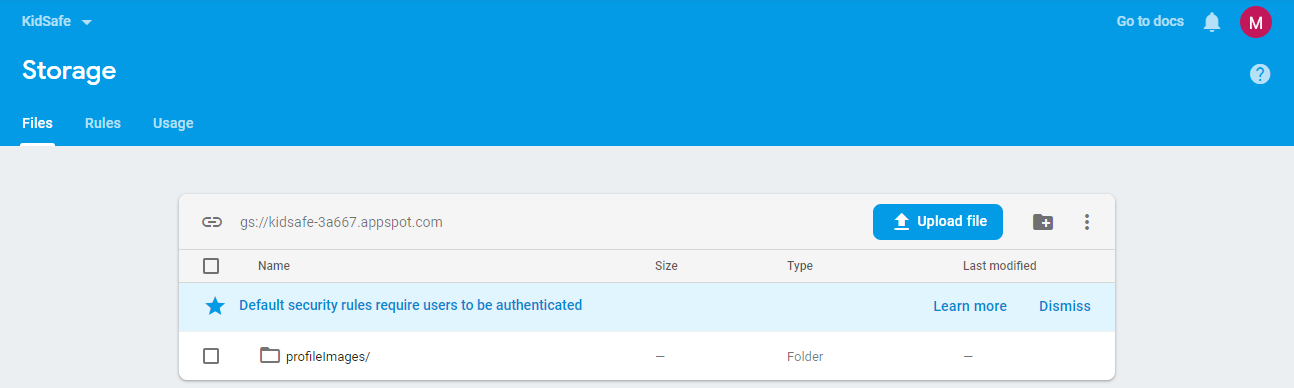 KidSafe
Go to docs
M
Storage
?
Files Rules Usage
gs://kidsafe-3a667.appspot.com
Upload file
Name Size Type Last modified
Default security rules require users to be authenticated
Learn more Dismiss
profileImages/ — Folder —